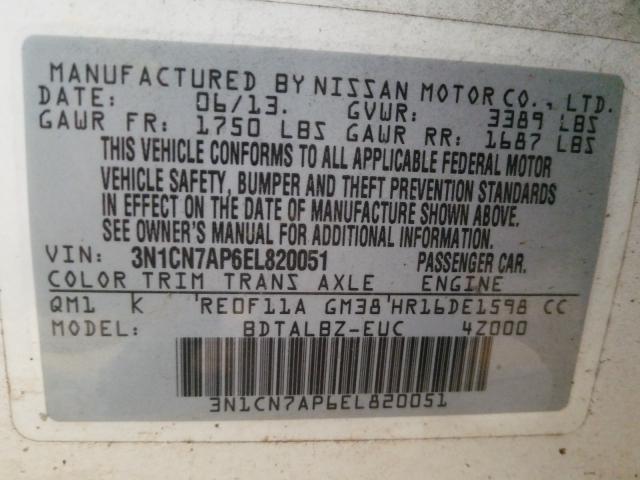 MANUFACTURED BY NISSAN MOTOR CO., LTD.
DATE: 06/13. GVWR: 3389 LBS
GAWR FR: 1750 LBS GAWR RR: 1687 LBS
THIS VEHICLE CONFORMS TO ALL APPLICABLE FEDERAL MOTOR
VEHICLE SAFETY, BUMPER AND THEFT PREVENTION STANDARDS
IN EFFECT ON THE DATE OF MANUFACTURE SHOWN ABOVE.
SEE OWNER'S MANUAL FOR ADDITIONAL INFORMATION.
VIN: 3N1CN7AP6EL820051 PASSENGER CAR.
COLOR TRIM TRANS AXLE ENGINE
QM1 K RE0F11A GM38 HR16DE1598 CC
MODEL: BDTALBZ-EUC 4Z000
3N1CN7AP6EL820051